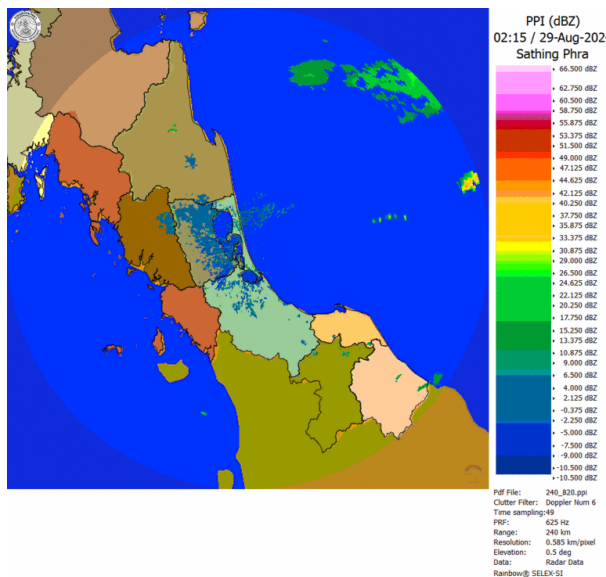 PPI (dBZ)
02:15 / 29-Aug-202
Sathing Phra
66.500 dBZ
62.750 dBZ
60.500 dBZ
58.750 dBZ
55.875 dBZ
53.375 dBZ
51.500 dBZ
49.000 dBZ
47.125 dBZ
44.625 dBZ
42.125 dBZ
40.250 dBZ
37.750 dBZ
35.875 dBZ
33.375 dBZ
30.875 dBZ
29.000 dBZ
26.500 dBZ
24.625 dBZ
22.125 dBZ
20.250 dBZ
17.750 dBZ
15.250 dBZ
13.375 dBZ
10.875 dBZ
9.000 dBZ
6.500 dBZ
4.000 dBZ
2.125 dBZ
-0.375 dBZ
-2.250 dBZ
-5.000 dBZ
-7.500 dBZ
-9.000 dBZ
-10.500 dBZ
-10.500 dBZ
Pdf File: 240_820.ppi
Clutter Filter: Doppler Num 6
Time sampling:49
PRF: 625 Hz
Range: 240 km
Resolution: 0.585 km/pixel
Elevation: 0.5 deg
Data: Radar Data
Rainbow® SELEX-SI